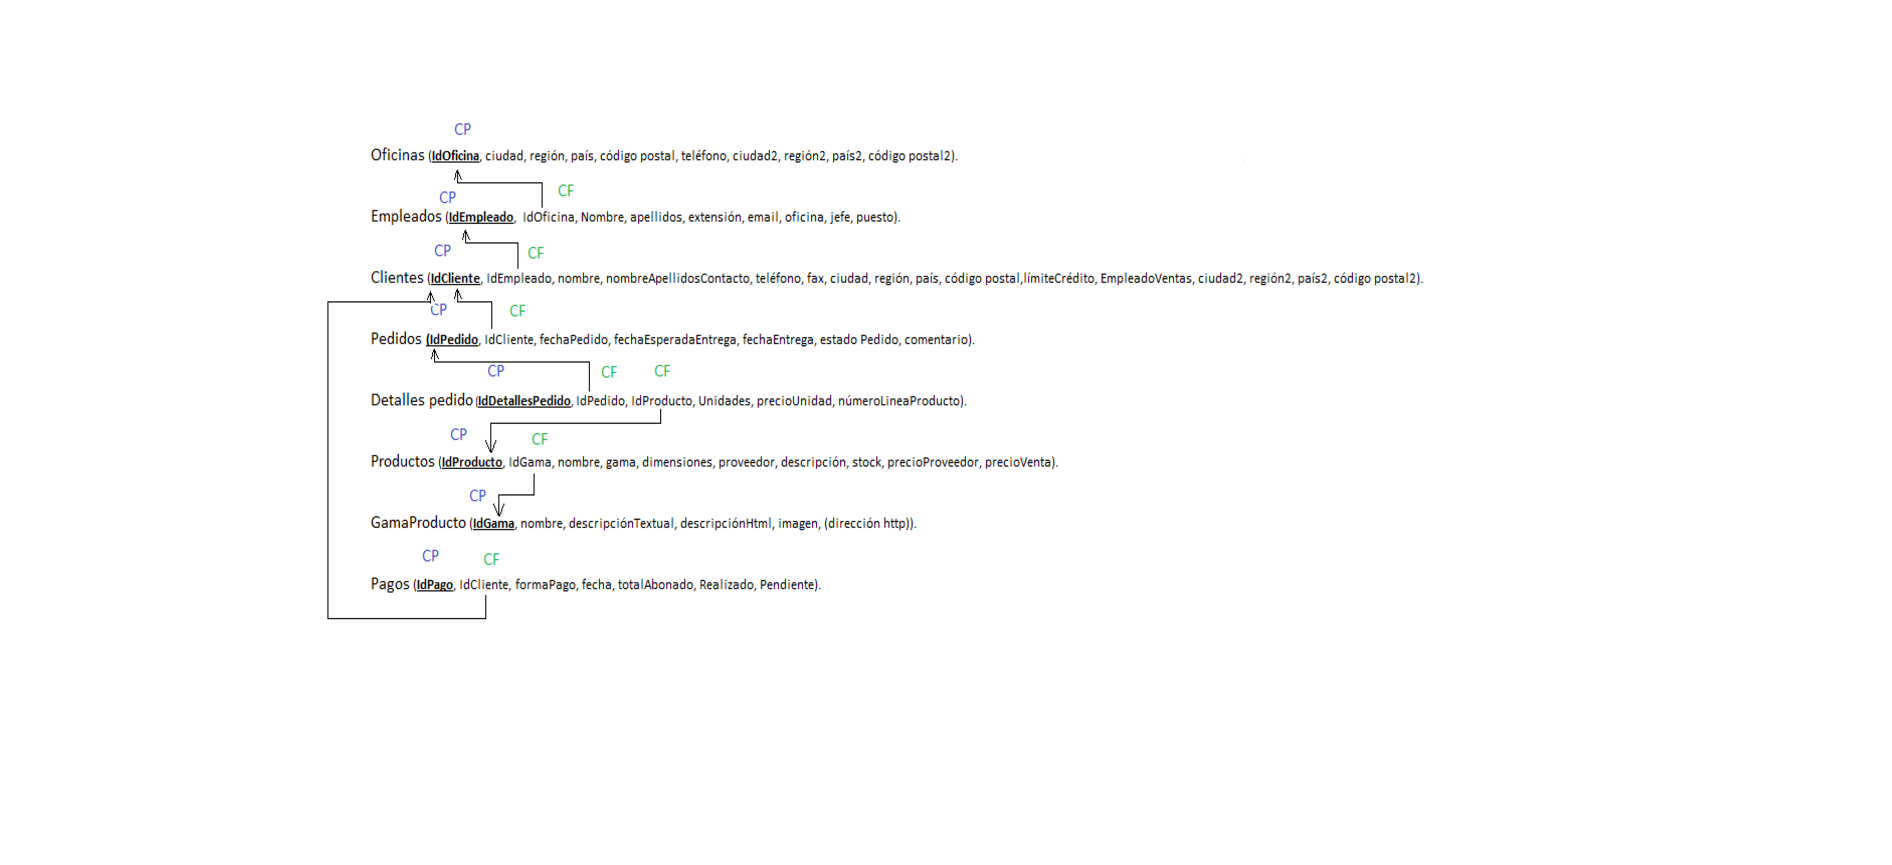 CP
Oficinas (IdOficina, ciudad, región, país, código postal, teléfono, ciudad2, región2, país2, código postal2).
CP CF
Empleados (IdEmpleado, IdOficina, Nombre, apellidos, extensión, email, oficina, jefe, puesto).
CP CF
Clientes (IdCliente, IdEmpleado, nombre, nombreApellidosContacto, teléfono, fax, ciudad, región, país, código postal,límiteCrédito, EmpleadoVentas, ciudad2, región2, país2, código postal2).
CP CF
Pedidos (IdPedido, IdCliente, fechaPedido, fechaEsperadaEntrega, fechaEntrega, estado Pedido, comentario).
CP CF CF
Detalles pedido (IdDetallesPedido, IdPedido, IdProducto, Unidades, precioUnidad, númeroLineaProducto).
CP CF
Productos (IdProducto, IdGama, nombre, gama, dimensiones, proveedor, descripción, stock, precioProveedor, precioVenta).
CP
GamaProducto (IdGama, nombre, descripciónTextual, descripciónHtml, imagen, (dirección http)).
CP CF
Pagos (IdPago, IdCliente, formaPago, fecha, totalAbonado, Realizado, Pendiente).